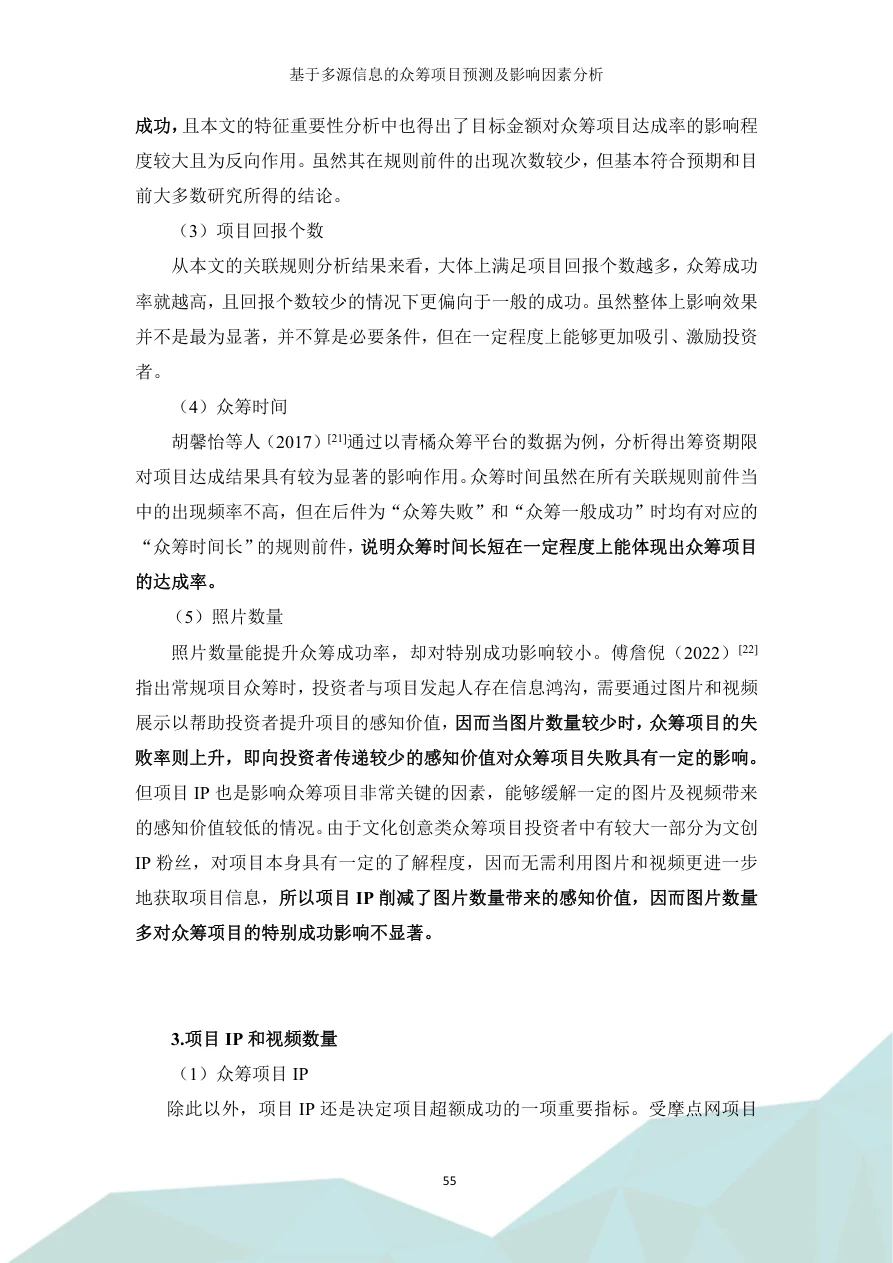 基于多源信息的众筹项目预测及影响因素分析
成功，且本文的特征重要性分析中也得出了目标金额对众筹项目达成率的影响程
度较大且为反向作用。虽然其在规则前件的出现次数较少，但基本符合预期和目
前大多数研究所得的结论。
（3）项目回报个数
从本文的关联规则分析结果来看，大体上满足项目回报个数越多，众筹成功
率就越高，且回报个数较少的情况下更偏向于一般的成功。虽然整体上影响效果
并不是最为显著，并不算是必要条件，但在一定程度上能够更加吸引、激励投资
者。
（4）众筹时间
胡馨怡等人（2017）[21]通过以青橘众筹平台的数据为例，分析得出筹资期限
对项目达成结果具有较为显著的影响作用。众筹时间虽然在所有关联规则前件当
中的出现频率不高，但在后件为“众筹失败”和“众筹一般成功”时均有对应的
“众筹时间长”的规则前件，说明众筹时间长短在一定程度上能体现出众筹项目
的达成率。
（5）照片数量
照片数量能提升众筹成功率，却对特别成功影响较小。傅詹倪（2022）[22]
指出常规项目众筹时，投资者与项目发起人存在信息鸿沟，需要通过图片和视频
展示以帮助投资者提升项目的感知价值，因而当图片数量较少时，众筹项目的失
败率则上升，即向投资者传递较少的感知价值对众筹项目失败具有一定的影响。
但项目 IP 也是影响众筹项目非常关键的因素，能够缓解一定的图片及视频带来
的感知价值较低的情况。由于文化创意类众筹项目投资者中有较大一部分为文创
IP 粉丝，对项目本身具有一定的了解程度，因而无需利用图片和视频更进一步
地获取项目信息，所以项目 IP 削减了图片数量带来的感知价值，因而图片数量
多对众筹项目的特别成功影响不显著。
3.项目 IP 和视频数量
（1）众筹项目 IP
除此以外，项目 IP 还是决定项目超额成功的一项重要指标。受摩点网项目
55